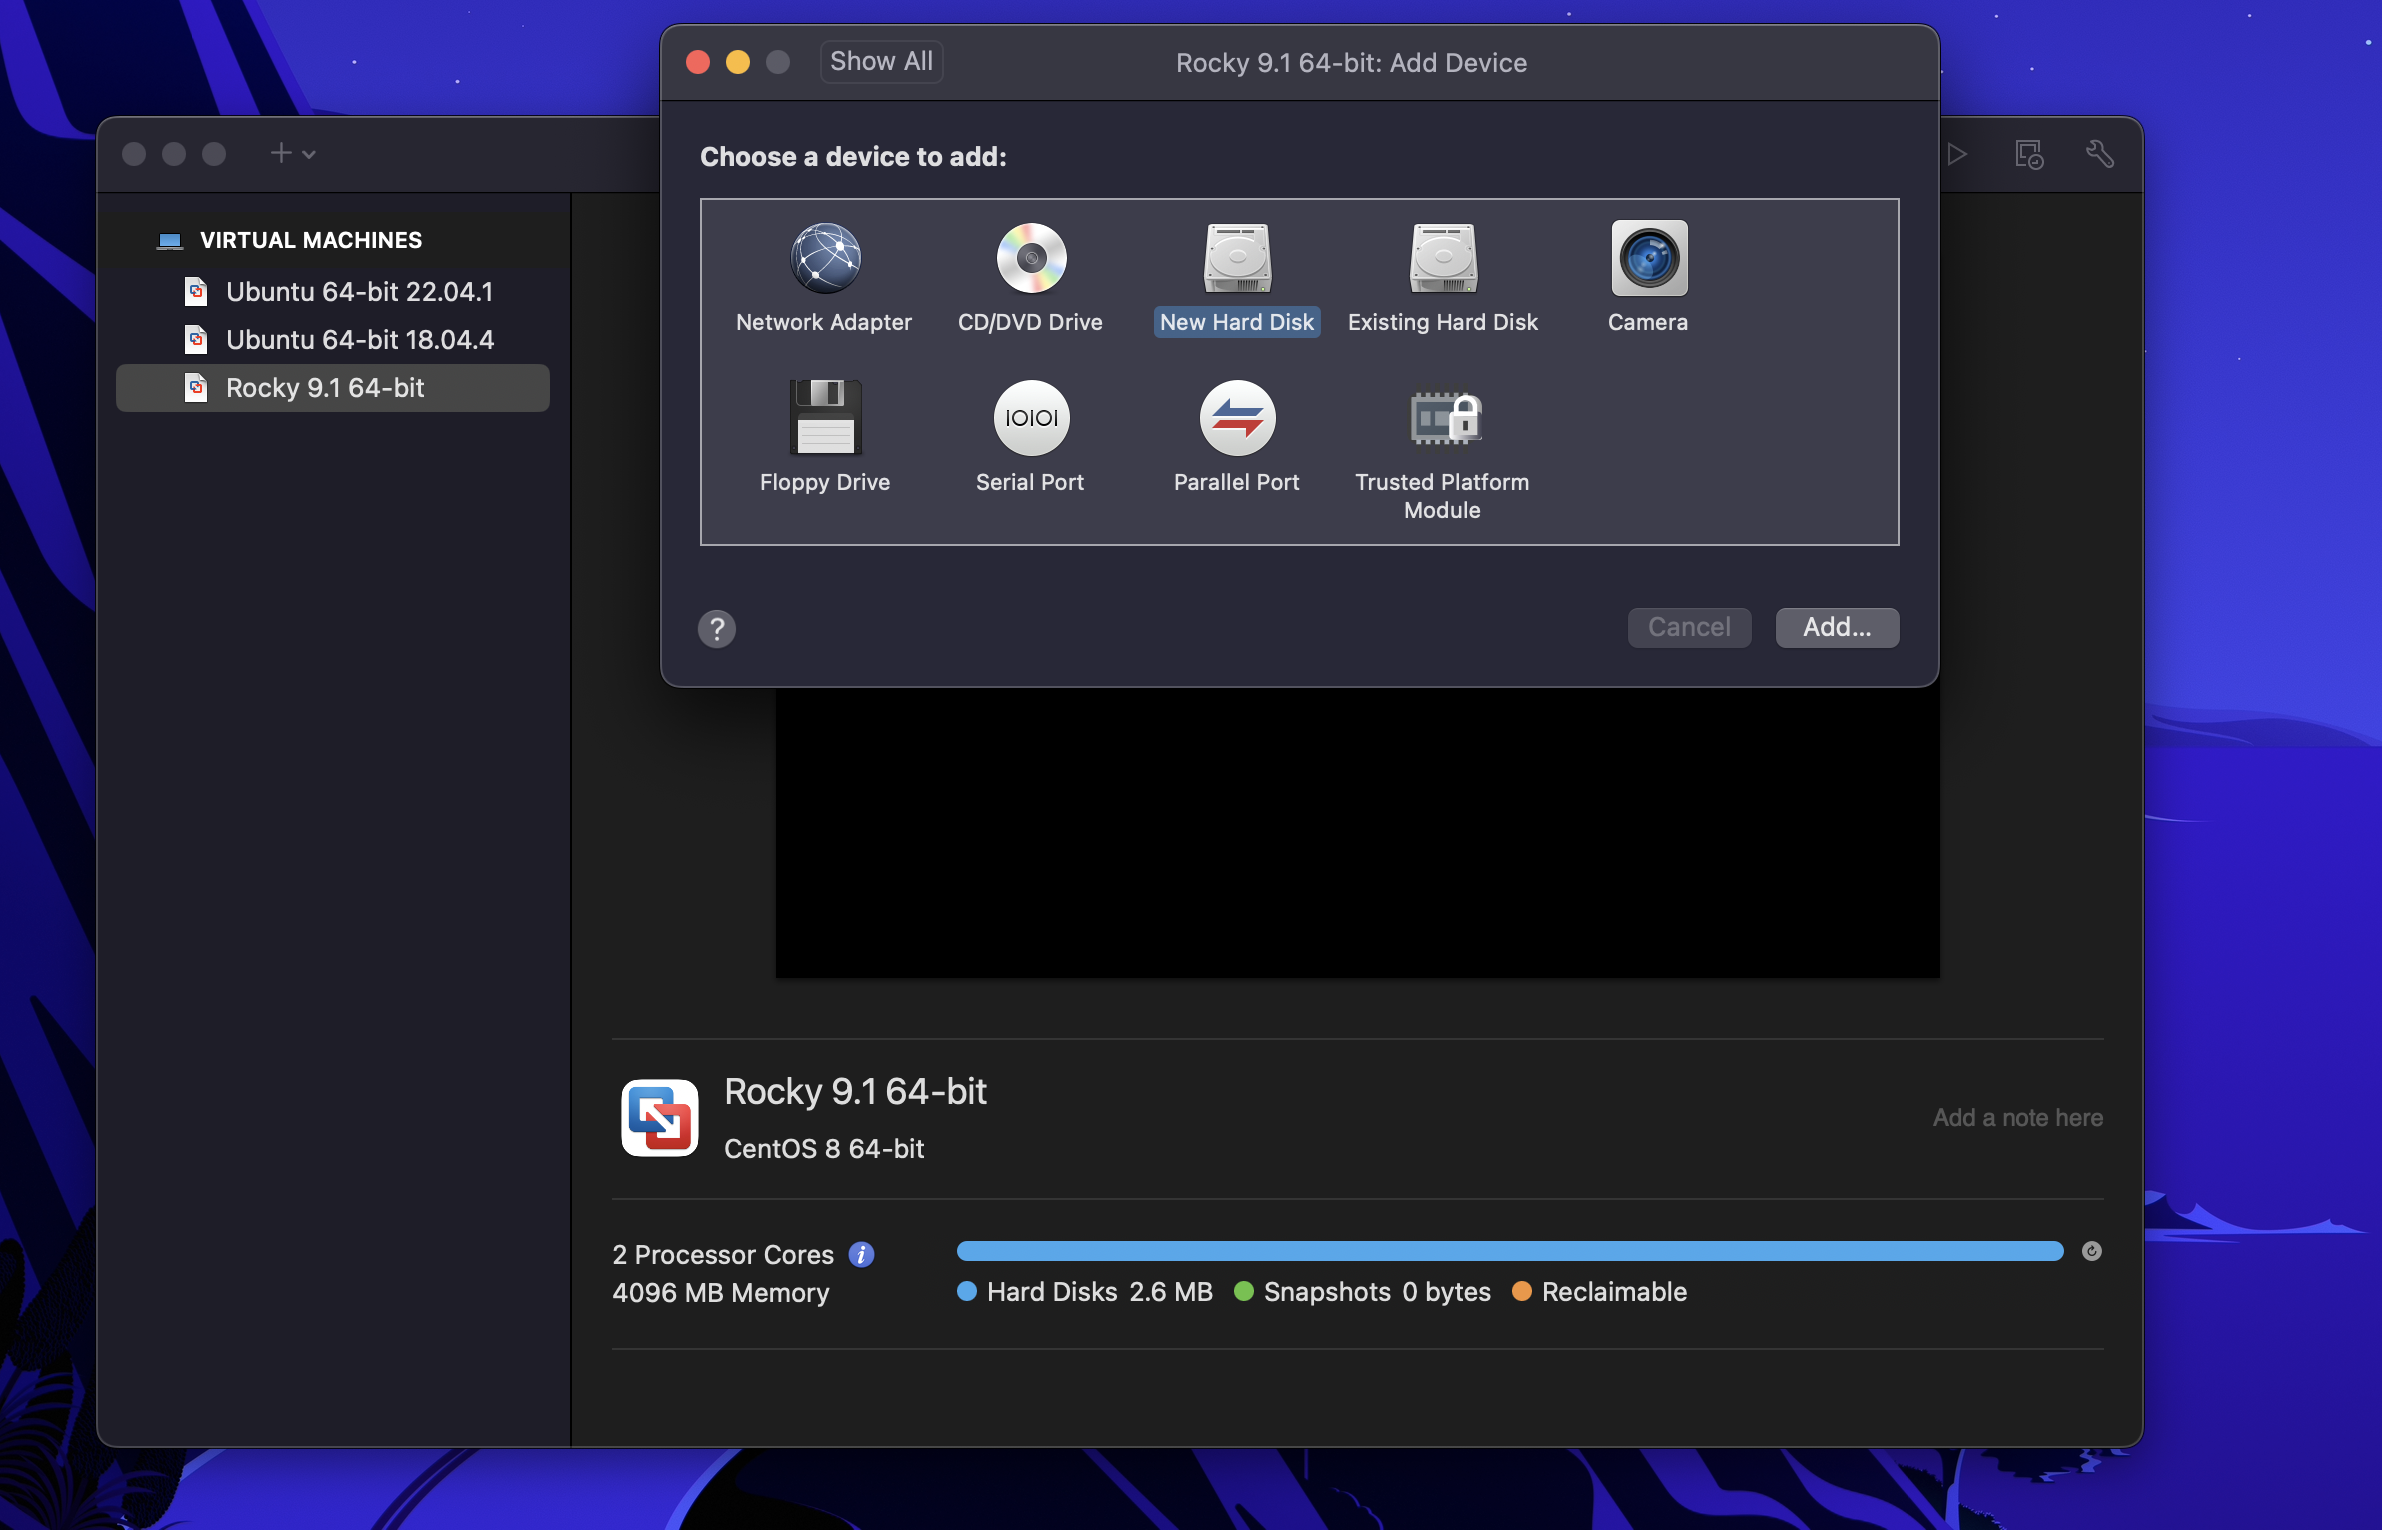 Show All
Rocky 9.1 64-bit: Add Device
Choose a device to add:
Network Adapter
CD/DVD Drive
New Hard Disk
Existing Hard Disk
Camera
IOIOI
Floppy Drive
Serial Port
Parallel Port
Trusted Platform
Module
?
Cancel
Add...
VIRTUAL MACHINES
Ubuntu 64-bit 22.04.1
Ubuntu 64-bit 18.04.4
Rocky 9.1 64-bit
Rocky 9.1 64-bit
CentOS 8 64-bit
Add a note here
2 Processor Cores
4096 MB Memory
Hard Disks 2.6 MB
Snapshots 0 bytes
Reclaimable